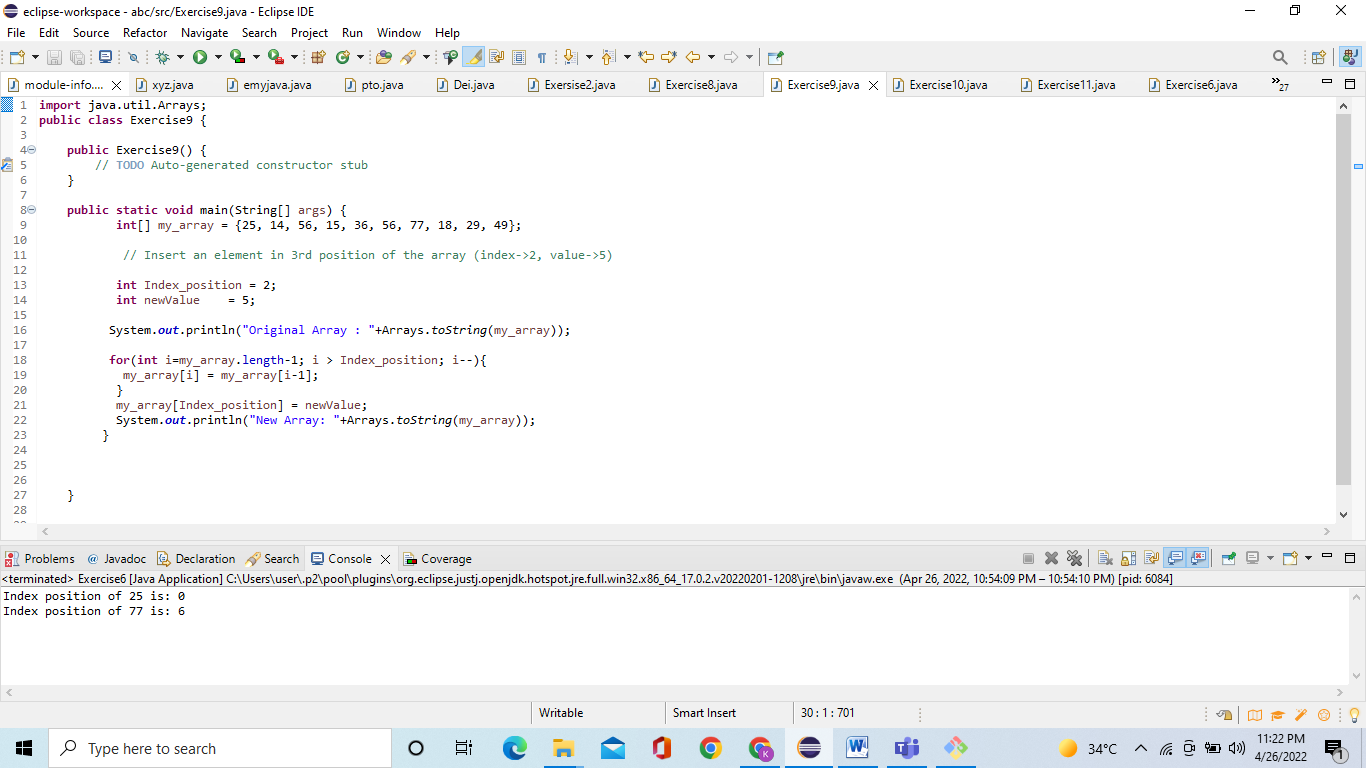 eclipse-workspace - abc/src/Exercise9.java - Eclipse IDE
File Edit Source Refactor Navigate Search Project Run Window Help
module-info.... xyz.java emyjava.java pto.java Dei.java Exersise2.java Exercise8.java Exercise9.java Exercise10.java Exercise11.java Exercise6.java 27
1 import java.util.Arrays;
2 public class Exercise9 {
3
4 public Exercise9() {
5 // TODO Auto-generated constructor stub
6 }
7
8 public static void main(String[] args) {
9 int[] my_array = {25, 14, 56, 15, 36, 56, 77, 18, 29, 49};
10
11 // Insert an element in 3rd position of the array (index->2, value->5)
12
13 int Index_position = 2;
14 int newValue    = 5;
15
16 System.out.println("Original Array : "+Arrays.toString(my_array));
17
18 for(int i=my_array.length-1; i > Index_position; i--){
19 my_array[i] = my_array[i-1];
20 }
21 my_array[Index_position] = newValue;
22 System.out.println("New Array: "+Arrays.toString(my_array));
23 }
24
25
26
27 }
28
Problems @ Javadoc Declaration Search Console Coverage
<terminated> Exercise6 [Java Application] C:\Users\user\.p2\pool\plugins\org.eclipse.justj.openjdk.hotspot.jre.full.win32.x86_64_17.0.2.v20220201-1208\jre\bin\javaw.exe (Apr 26, 2022, 10:54:09 PM – 10:54:10 PM) [pid: 6084]
Index position of 25 is: 0
Index position of 77 is: 6
Writable Smart Insert 30 : 1 : 701
Type here to search
34°C
11:22 PM
4/26/2022
1